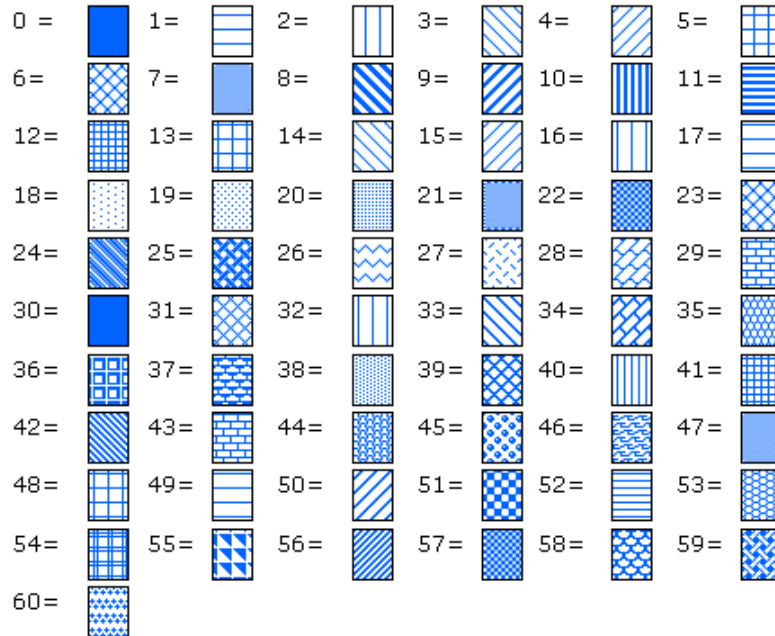 0 = 1= 2= 3= 4= 5=
6= 7= 8= 9= 10= 11=
12= 13= 14= 15= 16= 17=
18= 19= 20= 21= 22= 23=
24= 25= 26= 27= 28= 29=
30= 31= 32= 33= 34= 35=
36= 37= 38= 39= 40= 41=
42= 43= 44= 45= 46= 47=
48= 49= 50= 51= 52= 53=
54= 55= 56= 57= 58= 59=
60=